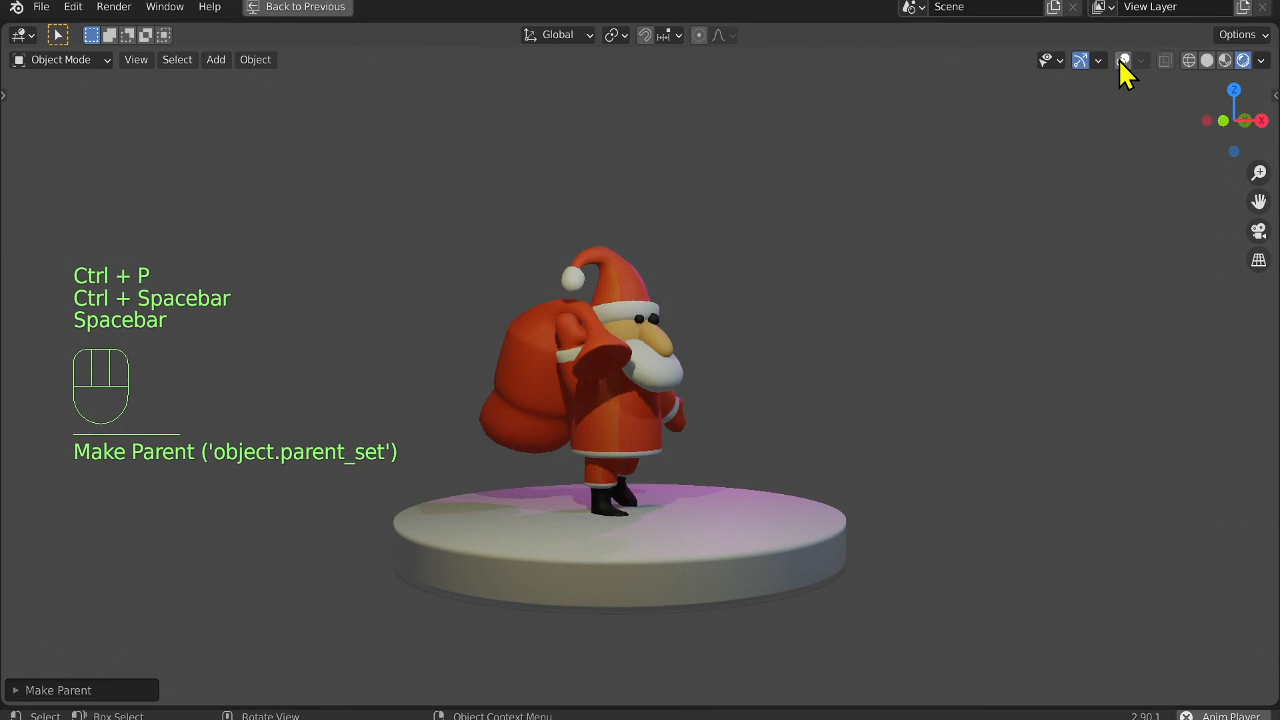 File Edit Render Window Help Back to Previous Scene View Layer
Global Options
Object Mode View Select Add Object
Z
X
Ctrl + P
Ctrl + Spacebar
Spacebar
Make Parent ('object.parent_set')
Make Parent
Select Box Select Rotate View Object Context Menu 2.90.1 Anim Player